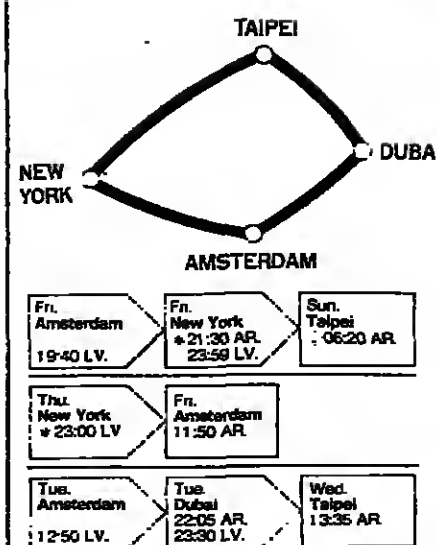 TAIPEI
DUBA
NEW
YORK
AMSTERDAM
Fri.
Amsterdam
19:40 LV.
Fri.
New York
* 21:30 AR.
23:59 LV.
Sun.
Taipei
06:20 AR.
Thu.
New York
* 23:00 LV
Fri.
Amsterdam
11:50 AR.
Tue.
Amsterdam
12:50 LV.
Tue.
Dubai
22:05 AR.
23:30 LV.
Wed.
Taipei
13:35 AR.